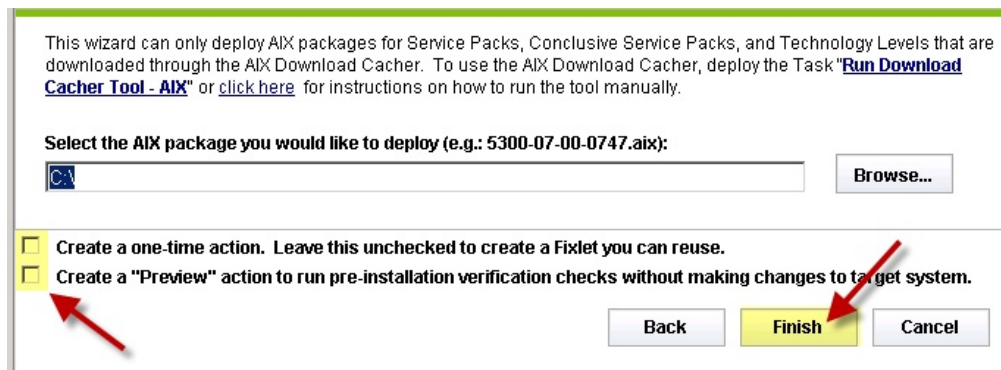 This wizard can only deploy AIX packages for Service Packs, Conclusive Service Packs, and Technology Levels that are
downloaded through the AIX Download Cacher. To use the AIX Download Cacher, deploy the Task "Run Download
Cacher Tool - AIX" or click here for instructions on how to run the tool manually.
Select the AIX package you would like to deploy (e.g.: 5300-07-00-0747.aix):
C:\
Browse...
Create a one-time action. Leave this unchecked to create a Fixlet you can reuse.
Create a "Preview" action to run pre-installation verification checks without making changes to target system.
Back
Finish
Cancel